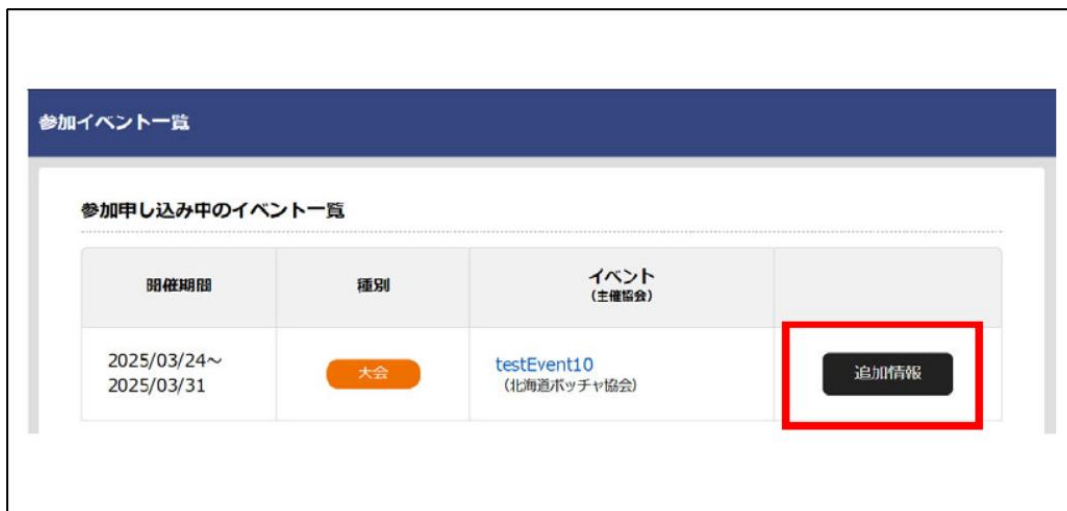 参加イベント一覧
参加申し込み中のイベント一覧
開催期間
種別
イベント
（主催協会）
2025/03/24～
2025/03/31
大会
testEvent10
（北海道ボッチャ協会）
追加情報